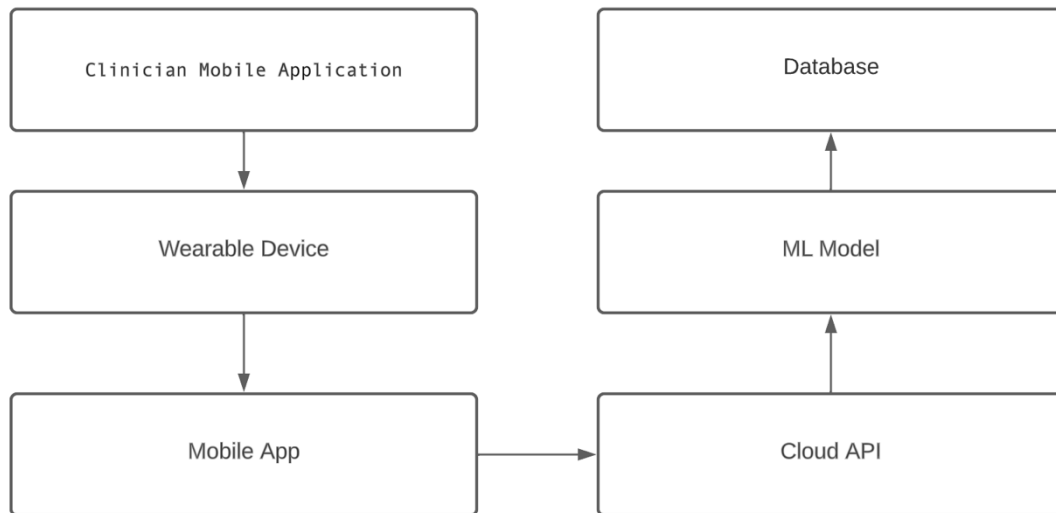 Clinician Mobile Application
Wearable Device
Mobile App
Cloud API
ML Model
Database